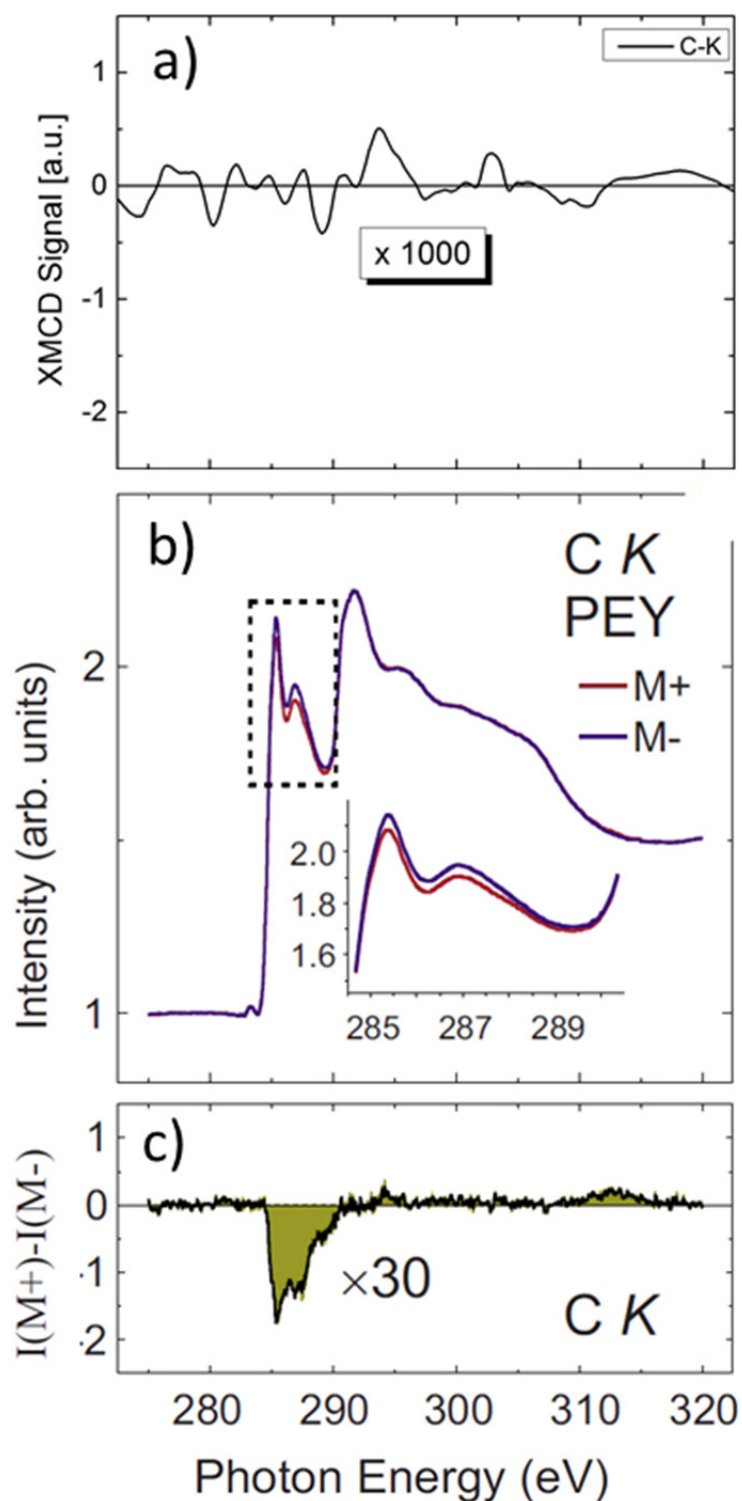 a)
C-K
1
0
-1
-2
XMCD Signal [a.u.]
x 1000
b)
C K
PEY
M+
M-
2
1
Intensity (arb. units)
2.0
1.8
1.6
285 287 289
c)
1
0
-1
-2
I(M+)-I(M-)
×30
C K
280 290 300 310 320
Photon Energy (eV)